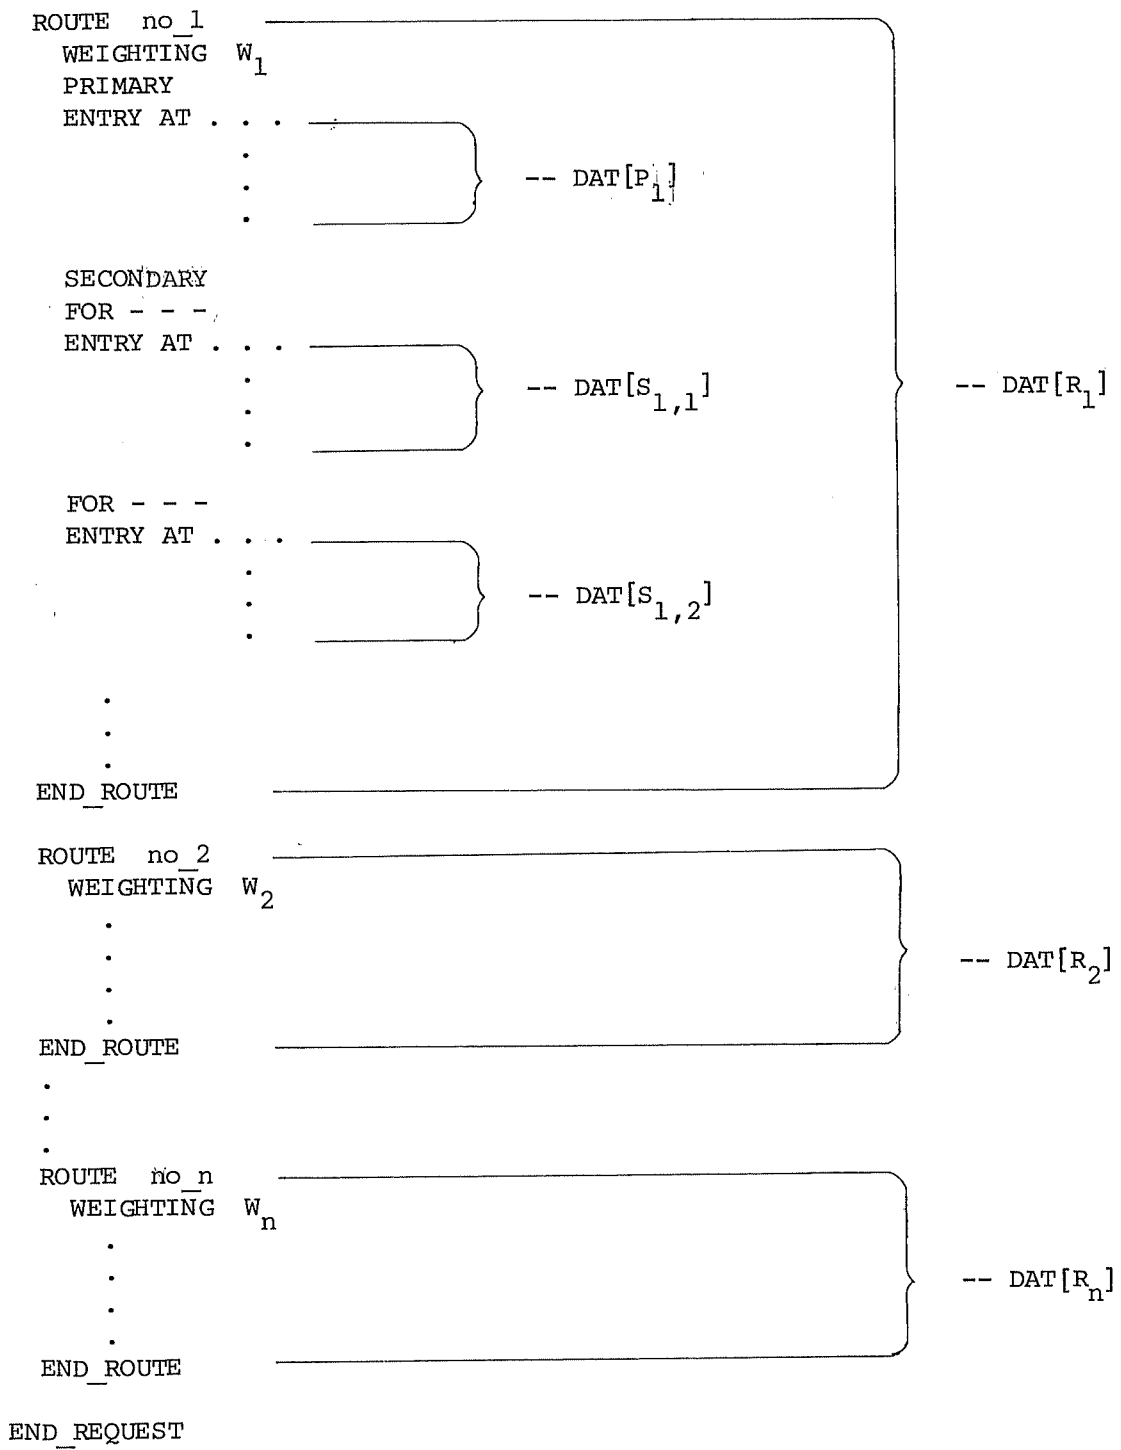 ROUTE no_1
WEIGHTING W1
PRIMARY
ENTRY AT . . .
.
.
-- DAT[P1]
.
SECONDARY
FOR - - -
ENTRY AT . . .
.
.
-- DAT[S1,1]
-- DAT[R1]
.
FOR - - -
ENTRY AT . . .
.
.
-- DAT[S1,2]
.
.
.
.
END_ROUTE
ROUTE no_2
WEIGHTING W2
.
.
-- DAT[R2]
.
.
END_ROUTE
.
.
.
ROUTE no_n
WEIGHTING Wn
.
.
-- DAT[Rn]
.
.
END_ROUTE
END_REQUEST